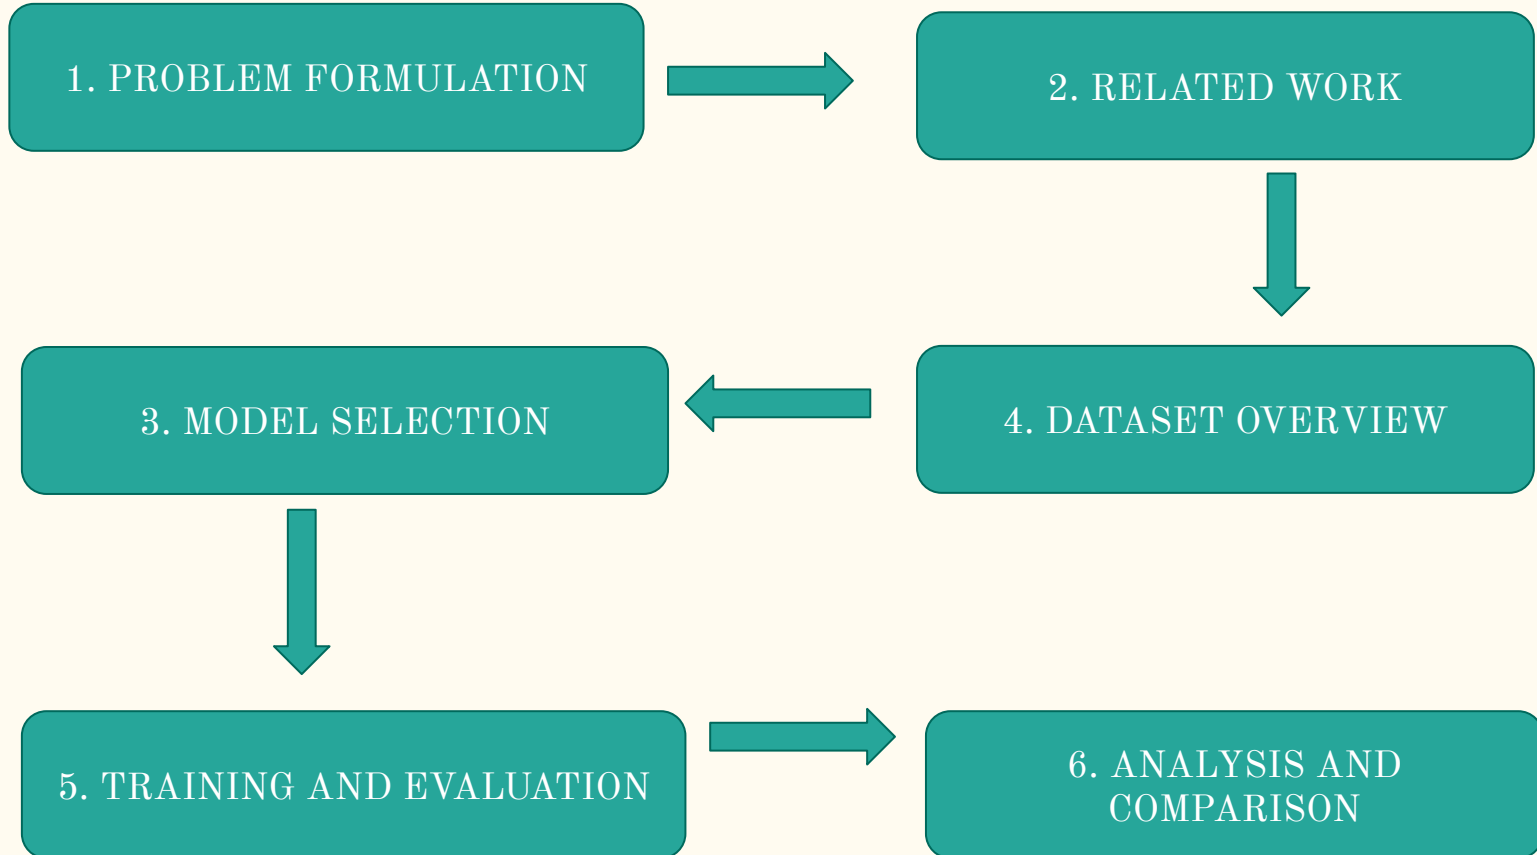 1. PROBLEM FORMULATION
2. RELATED WORK
3. MODEL SELECTION
4. DATASET OVERVIEW
5. TRAINING AND EVALUATION
6. ANALYSIS AND
COMPARISON